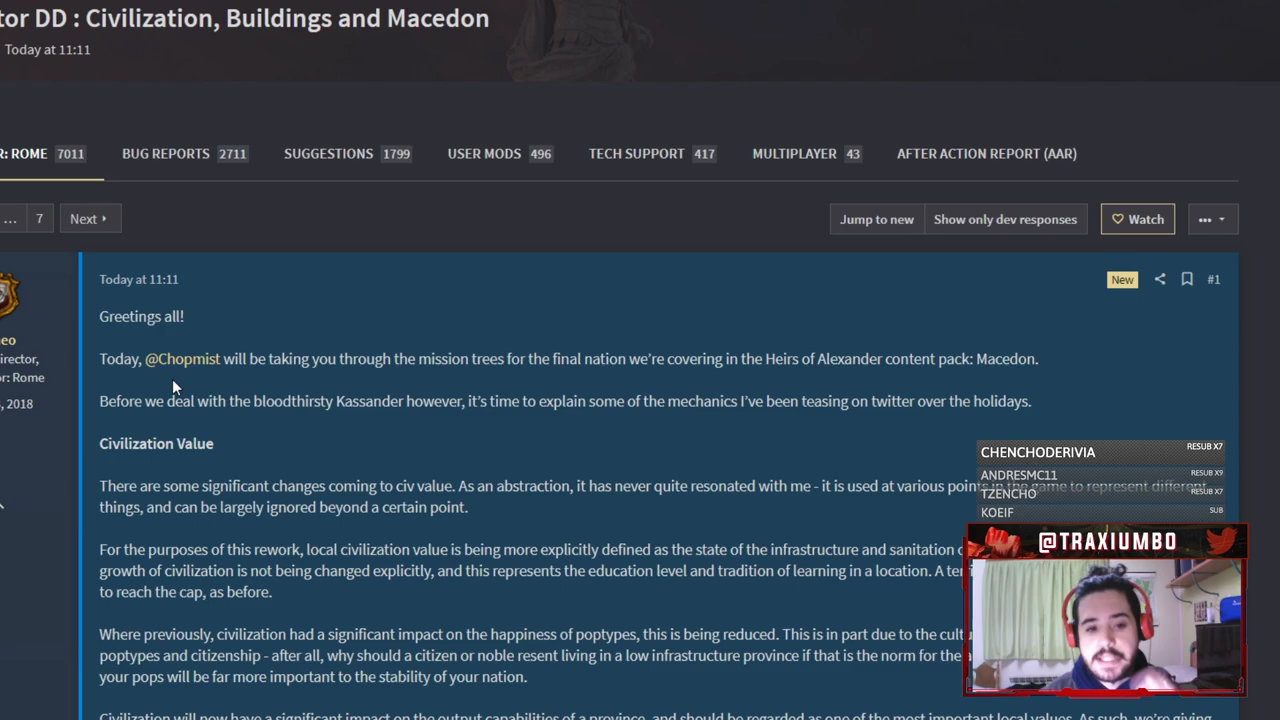 tor DD : Civilization, Buildings and Macedon
Today at 11:11
R: ROME 7011 BUG REPORTS 2711 SUGGESTIONS 1799 USER MODS 496 TECH SUPPORT 417 MULTIPLAYER 43 AFTER ACTION REPORT (AAR)
... 7 Next Jump to new Show only dev responses Watch
Today at 11:11 New #1
eo
irector,
or: Rome
, 2018
Greetings all!
Today, @Chopmist will be taking you through the mission trees for the final nation we're covering in the Heirs of Alexander content pack: Macedon.
Before we deal with the bloodthirsty Kassander however, it's time to explain some of the mechanics I've been teasing on twitter over the holidays.
Civilization Value
There are some significant changes coming to civ value. As an abstraction, it has never quite resonated with me - it is used at various points in the game to represent different
things, and can be largely ignored beyond a certain point.
For the purposes of this rework, local civilization value is being more explicitly defined as the state of the infrastructure and sanitation
growth of civilization is not being changed explicitly, and this represents the education level and tradition of learning in a location. A
to reach the cap, as before.
Where previously, civilization had a significant impact on the happiness of poptypes, this is being reduced. This is in part due to the
poptypes and citizenship - after all, why should a citizen or noble resent living in a low infrastructure province if that is the norm for
your pops will be far more important to the stability of your nation.
Civilization will now have a significant impact on the output capabilities of a province, and should be regarded as one of the most important local values. As such, we're giving
CHENCHODERIVIA RESUB X7
ANDRESMC11 RESUB X9
TZENCHO RESUB X7
KOEIF SUB
@TRAXIUMBO